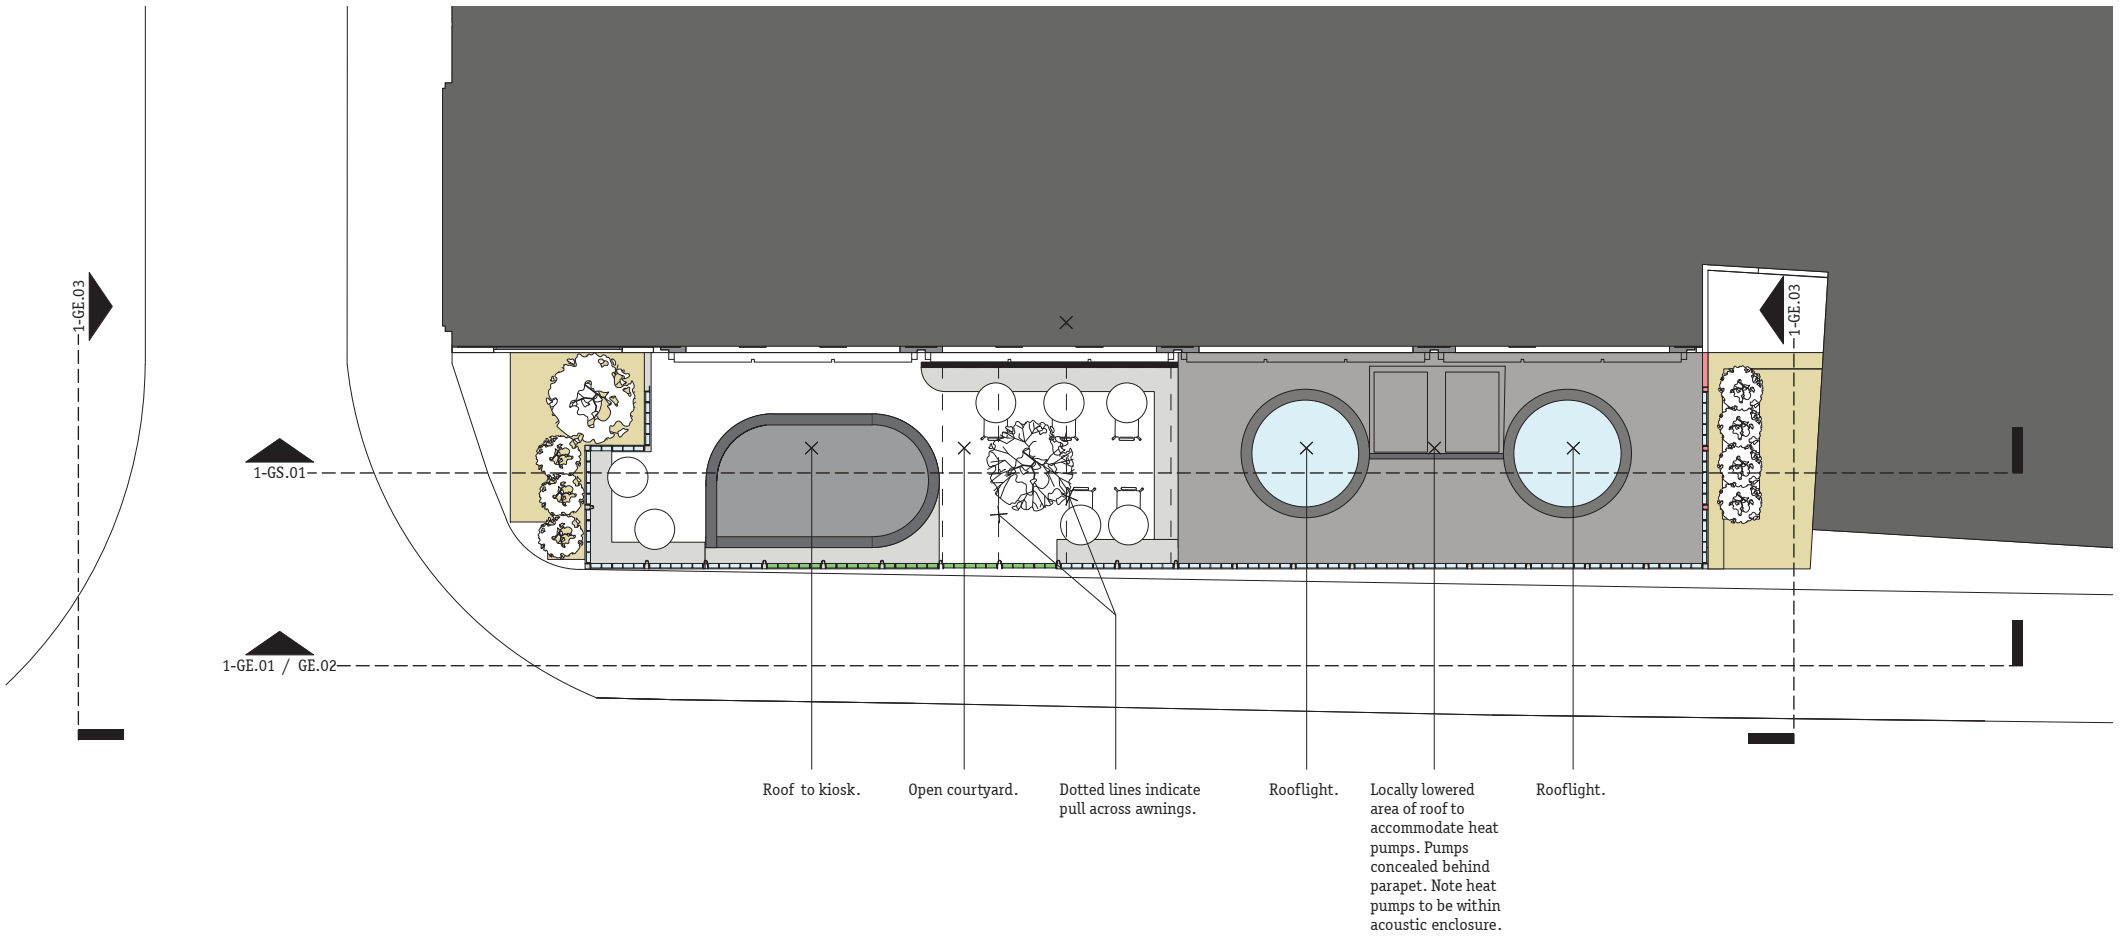 1-GE.03
1-GE.03
1-GS.01
1-GE.01 / GE.02
Roof to kiosk.
Open courtyard.
Dotted lines indicate
pull across awnings.
Rooflight.
Locally lowered
area of roof to
accommodate heat
pumps. Pumps
concealed behind
parapet. Note heat
pumps to be within
acoustic enclosure.
Rooflight.